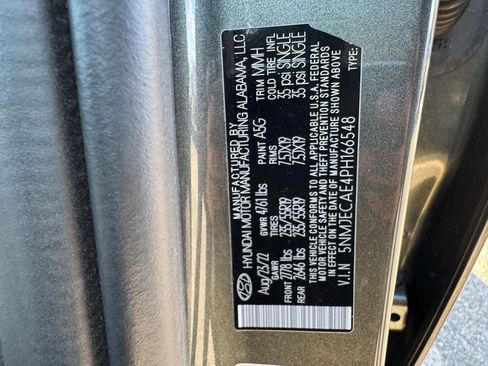 MANUFACTURED BY
HYUNDAI MOTOR MANUFACTURING ALABAMA, LLC.
Aug/23/22 GVWR 4761 lbs PAINT A5G TRIM MMH
GAWR TIRES RIMS COLD TIRE INFL
FRONT 2778 lbs 235/55R19 7.5JX19 35 psi SINGLE
REAR 2646 lbs 235/55R19 7.5JX19 35 psi SINGLE
THIS VEHICLE CONFORMS TO ALL APPLICABLE U.S.A. FEDERAL
MOTOR VEHICLE SAFETY AND THEFT PREVENTION STANDARDS
IN EFFECT ON THE DATE OF MANUFACTURE SHOWN ABOVE
V.I.N 5NMJECAE4PH166548 TYPE: